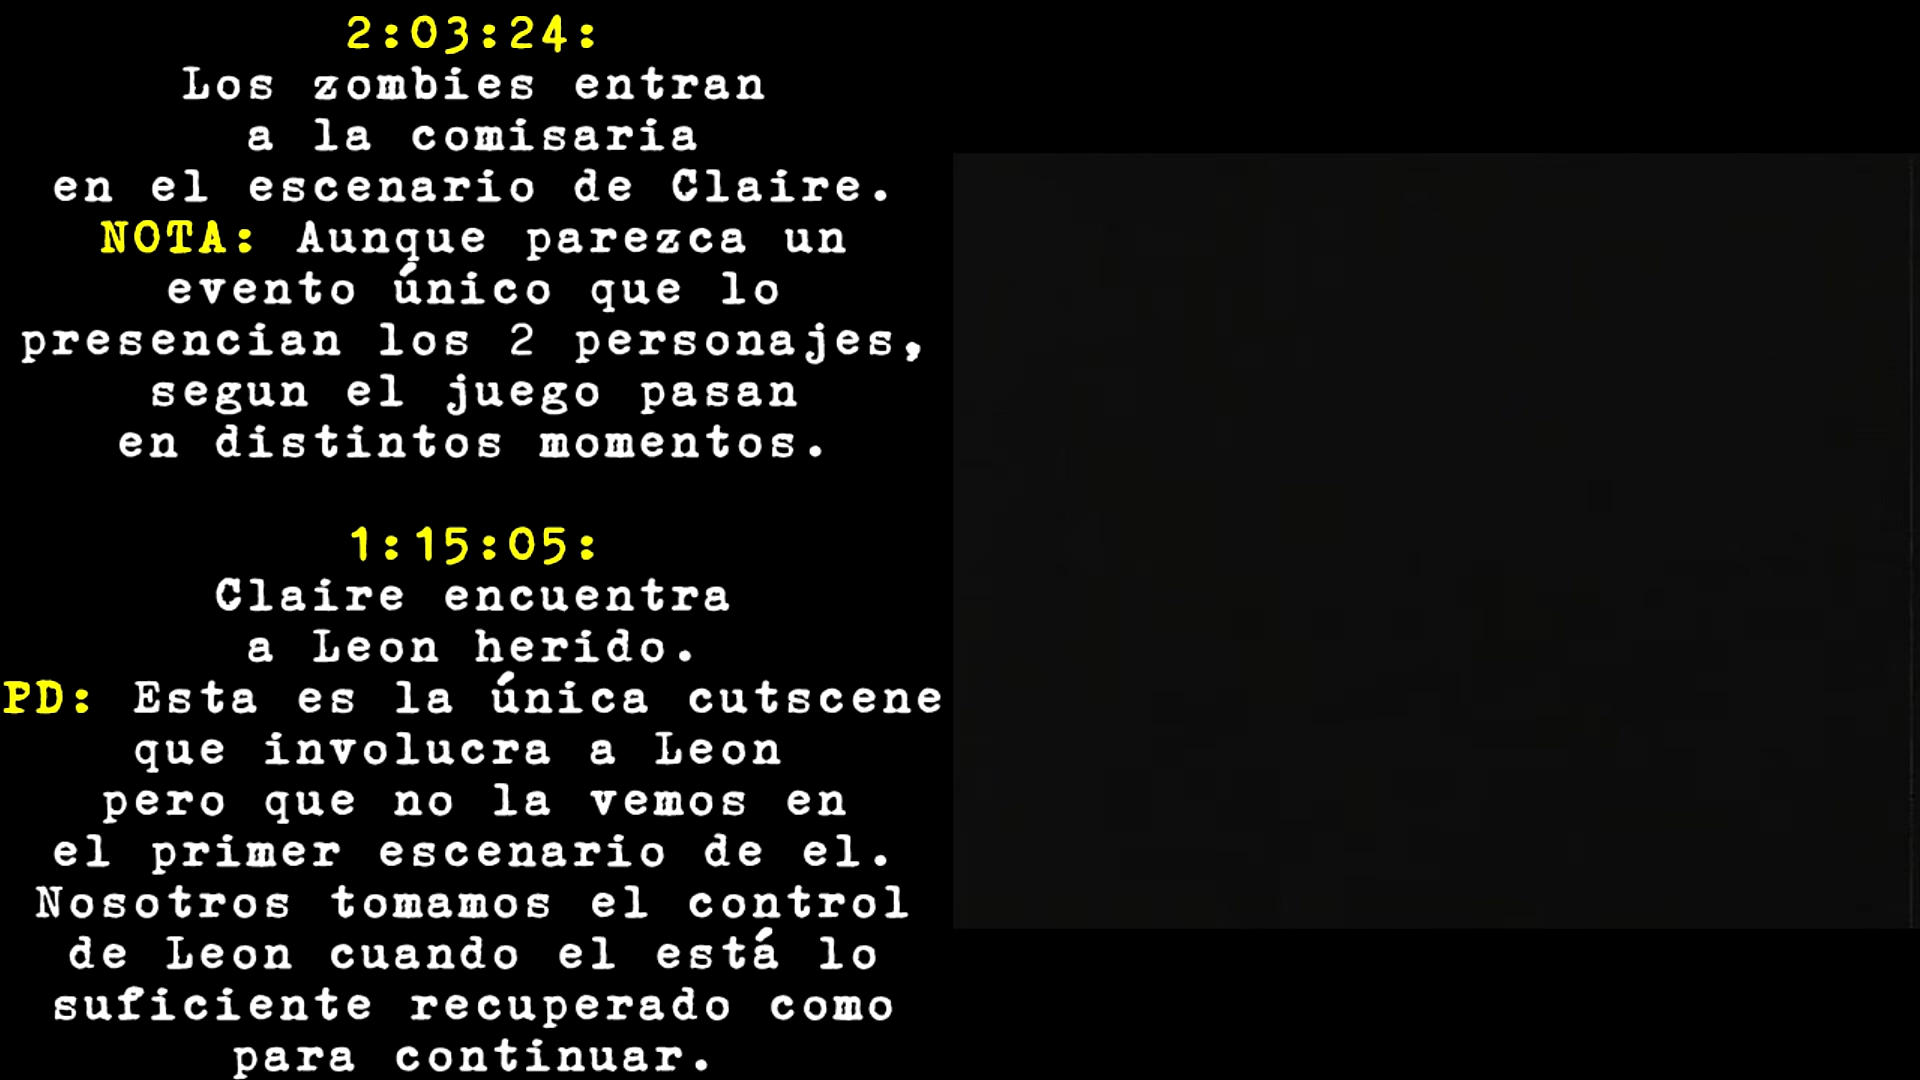 2:03:24:
Los zombies entran
a la comisaria
en el escenario de Claire.
NOTA: Aunque parezca un
evento único que lo
presencian los 2 personajes,
segun el juego pasan
en distintos momentos.
1:15:05:
Claire encuentra
a Leon herido.
PD: Esta es la única cutscene
que involucra a Leon
pero que no la vemos en
el primer escenario de el.
Nosotros tomamos el control
de Leon cuando el está lo
suficiente recuperado como
para continuar.